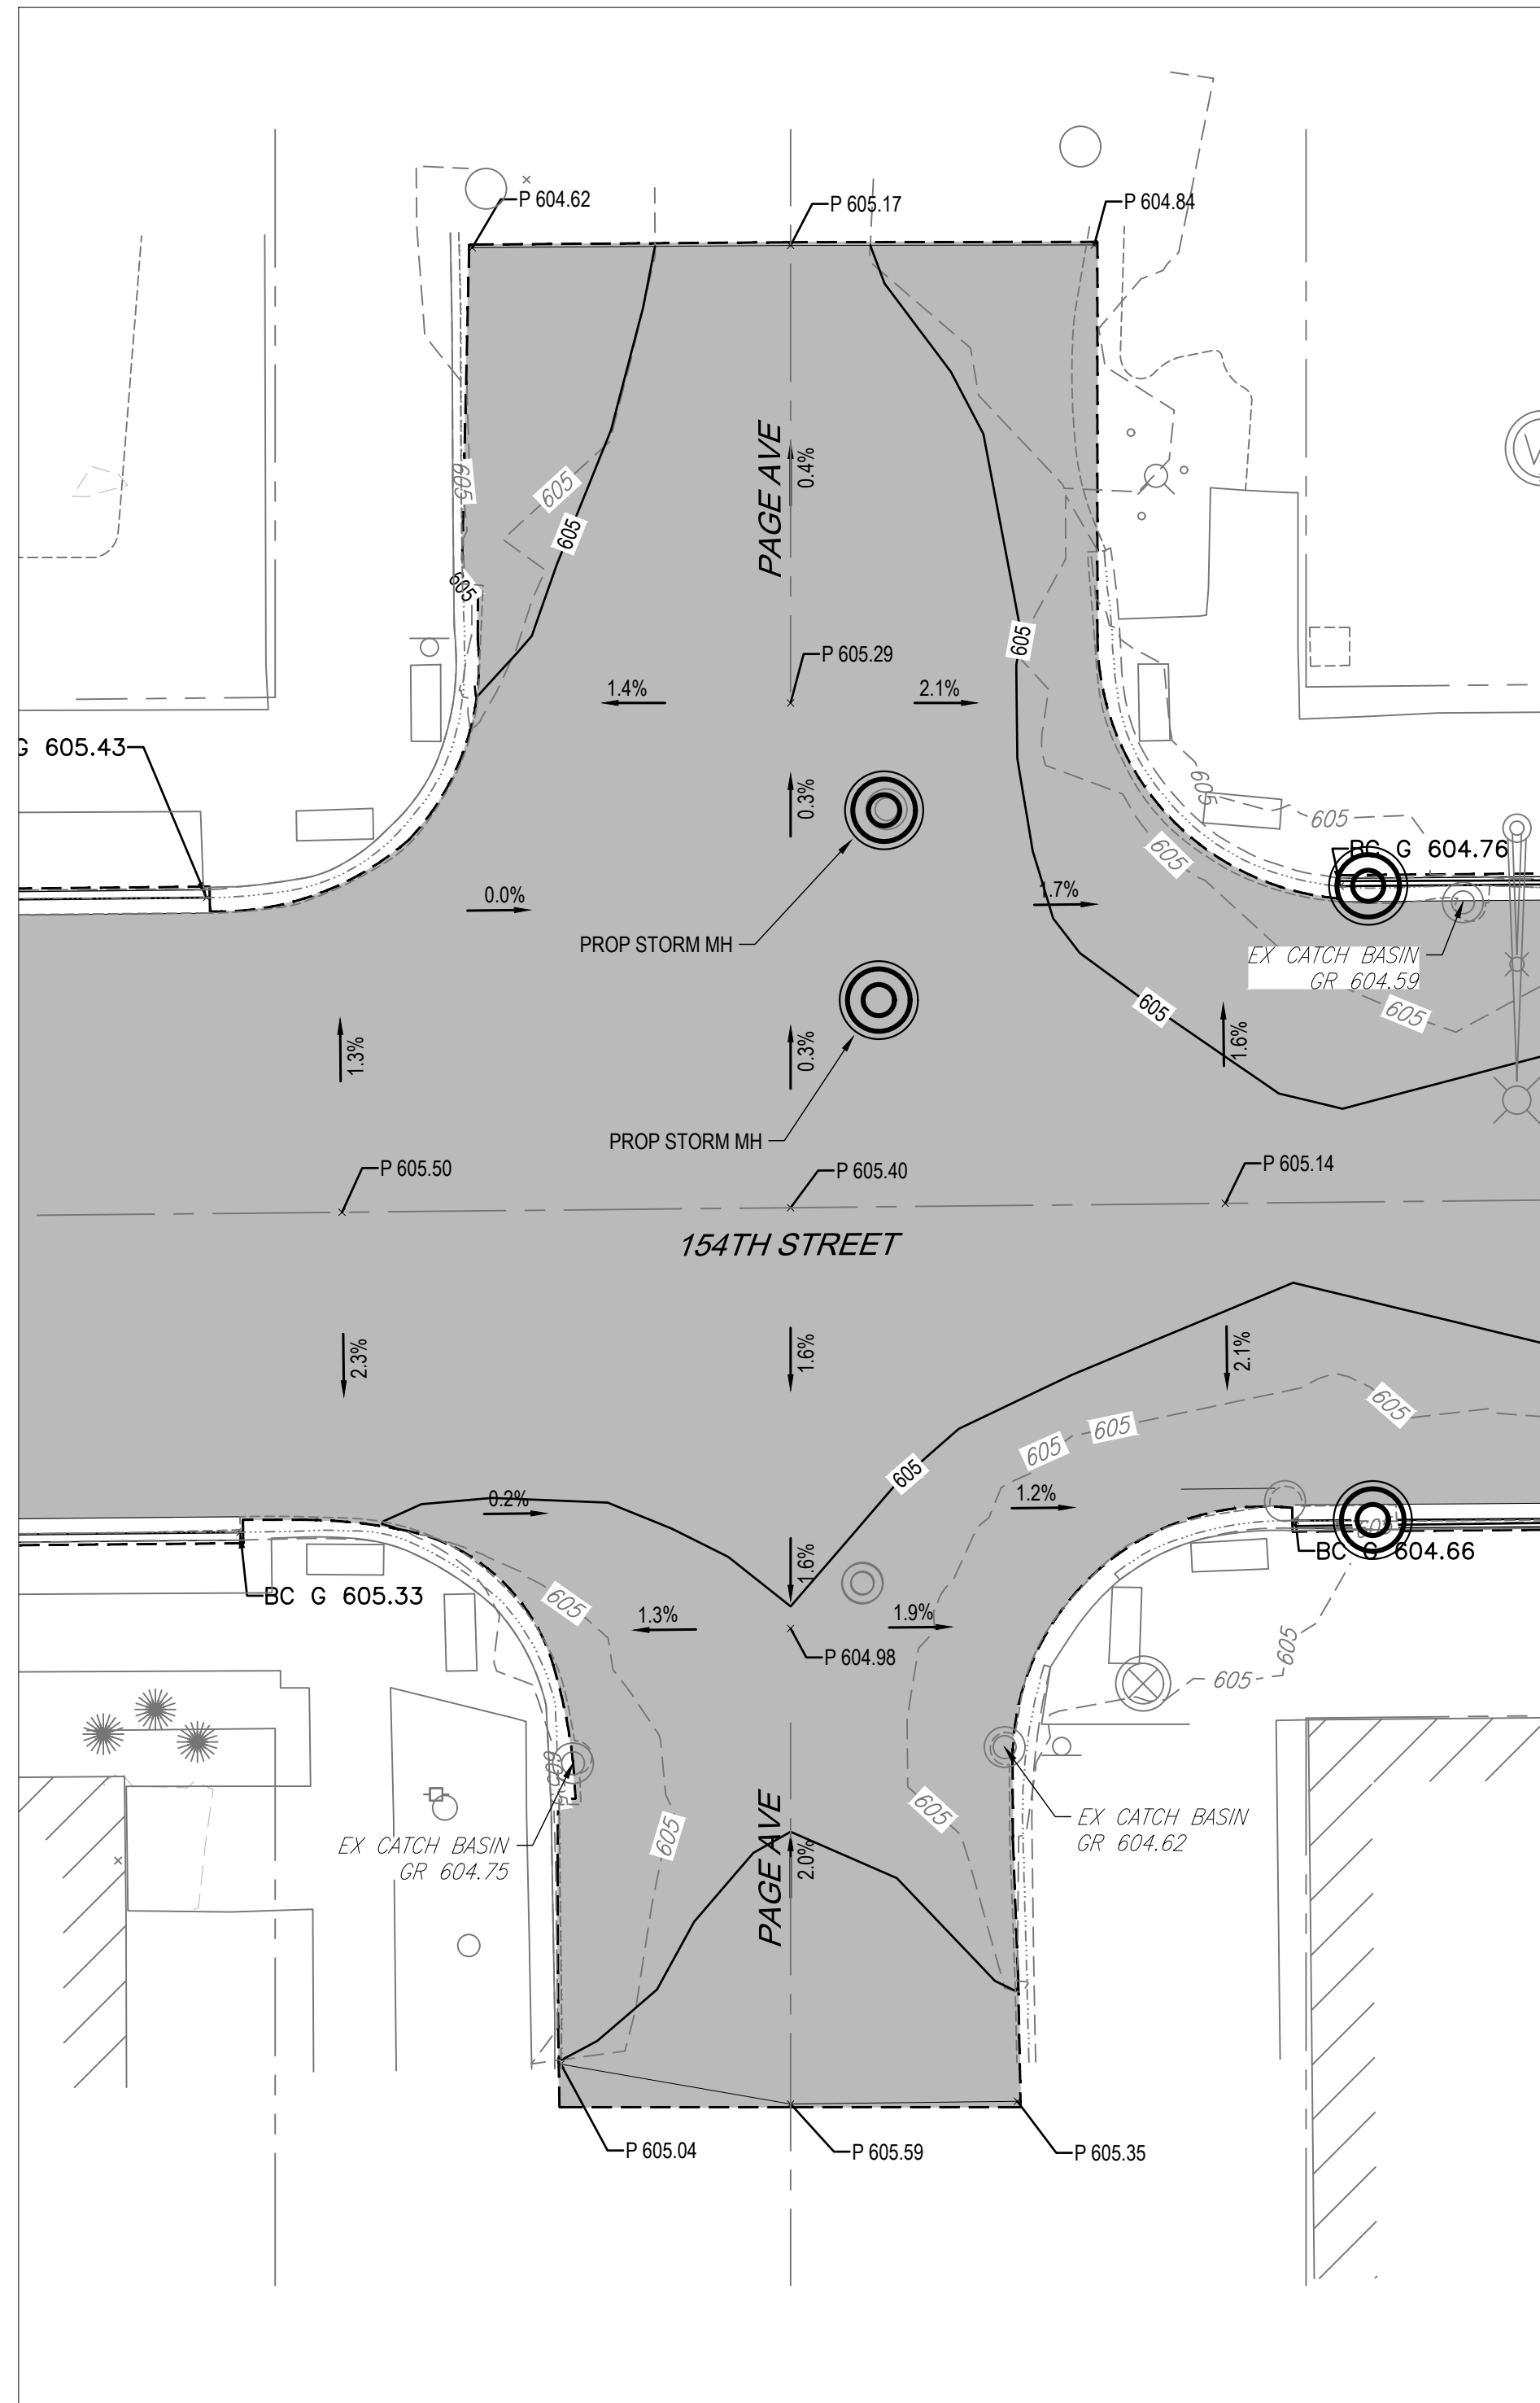 P 604.62
P 605.17
P 604.84
PAGE AVE
0.4%
605
605
605
605
605
P 605.29
1.4%
2.1%
G 605.43
0.3%
605
605
605
BC G 604.76
0.0%
1.7%
PROP STORM MH
EX CATCH BASIN
GR 604.59
605
605
1.3%
0.3%
1.6%
PROP STORM MH
P 605.50
P 605.40
P 605.14
154TH STREET
2.3%
1.6%
2.1%
605
605
605
605
0.2%
1.2%
605
BC G 604.66
1.6%
BC G 605.33
605
1.3%
1.9%
605
P 604.98
605
605
605
605
PAGE AVE
2.0%
EX CATCH BASIN
GR 604.75
EX CATCH BASIN
GR 604.62
P 605.04
P 605.59
P 605.35